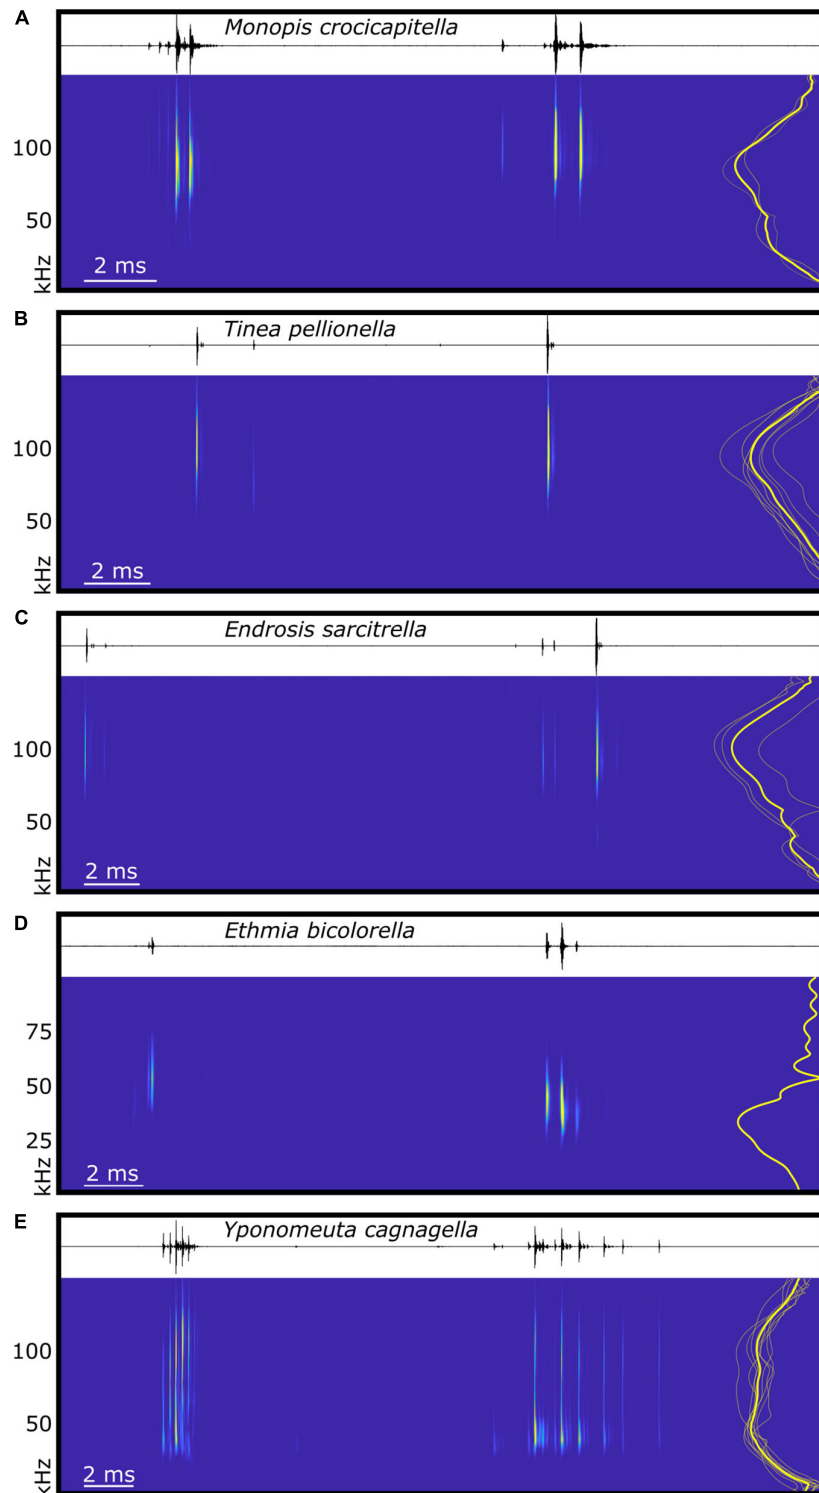 A
Monopis crocicapitella
100
50
kHz
2 ms
B
Tinea pellionella
100
50
kHz
2 ms
C
Endrosis sarcitrella
100
50
kHz
2 ms
D
Ethmia bicolorella
75
50
25
kHz
2 ms
E
Yponomeuta cagnagella
100
50
kHz
2 ms